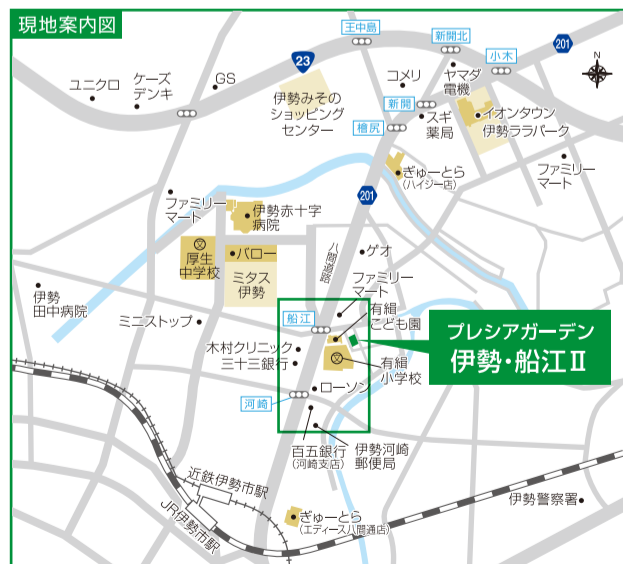 現地案内図
王中島
新開北
201
小木
N
23
ユニクロ
ケーズ
デンキ
GS
コメリ
ヤマダ
電機
伊勢みその
ショッピング
センター
新開
スギ
薬局
イオンタウン
伊勢ララパーク
檜尻
ぎゅーとら
(ハイジー店)
ファミリー
マート
ファミリー
マート
201
伊勢赤十字
病院
厚生
中学校
バロー
ミタス
伊勢
八間道路
ゲオ
ファミリー
マート
伊勢
田中病院
ミニストップ
船江
有緝
こども園
プレシアガーデン
伊勢・船江Ⅱ
木村クリニック
三十三銀行
有緝
小学校
ローソン
河崎
百五銀行
(河崎支店)
伊勢河崎
郵便局
近鉄伊勢市駅
JR伊勢市駅
ぎゅーとら
(エディース八間通店)
伊勢警察署